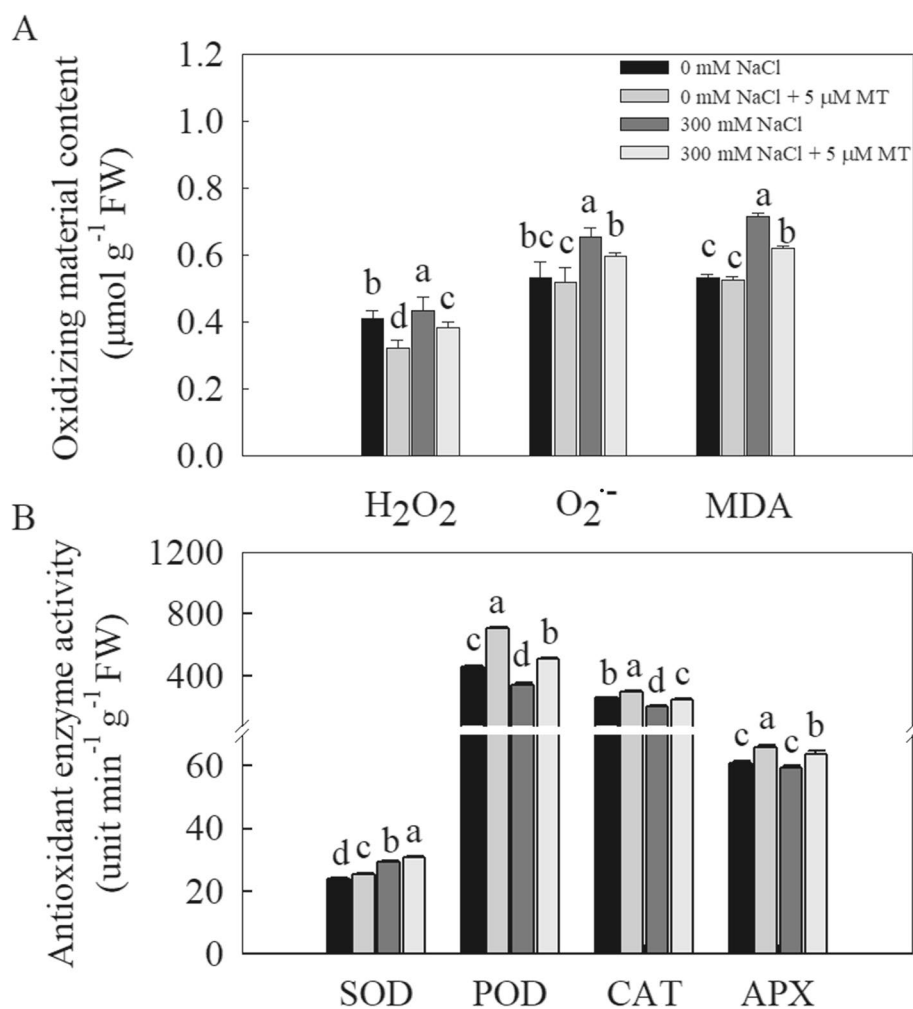 A
Oxidizing material content
(μmol g-1 FW)
1.2
1.0
0.8
0.6
0.4
0.2
0.0
0 mM NaCl
0 mM NaCl + 5 μM MT
300 mM NaCl
300 mM NaCl + 5 μM MT
b d a c
bc c a b
c c a b
H2O2 O2·- MDA
B
Antioxidant enzyme activity
(unit min-1 g-1 FW)
1200
800
400
60
40
20
0
d c b a
c a d b
b a d c
c a c b
SOD POD CAT APX